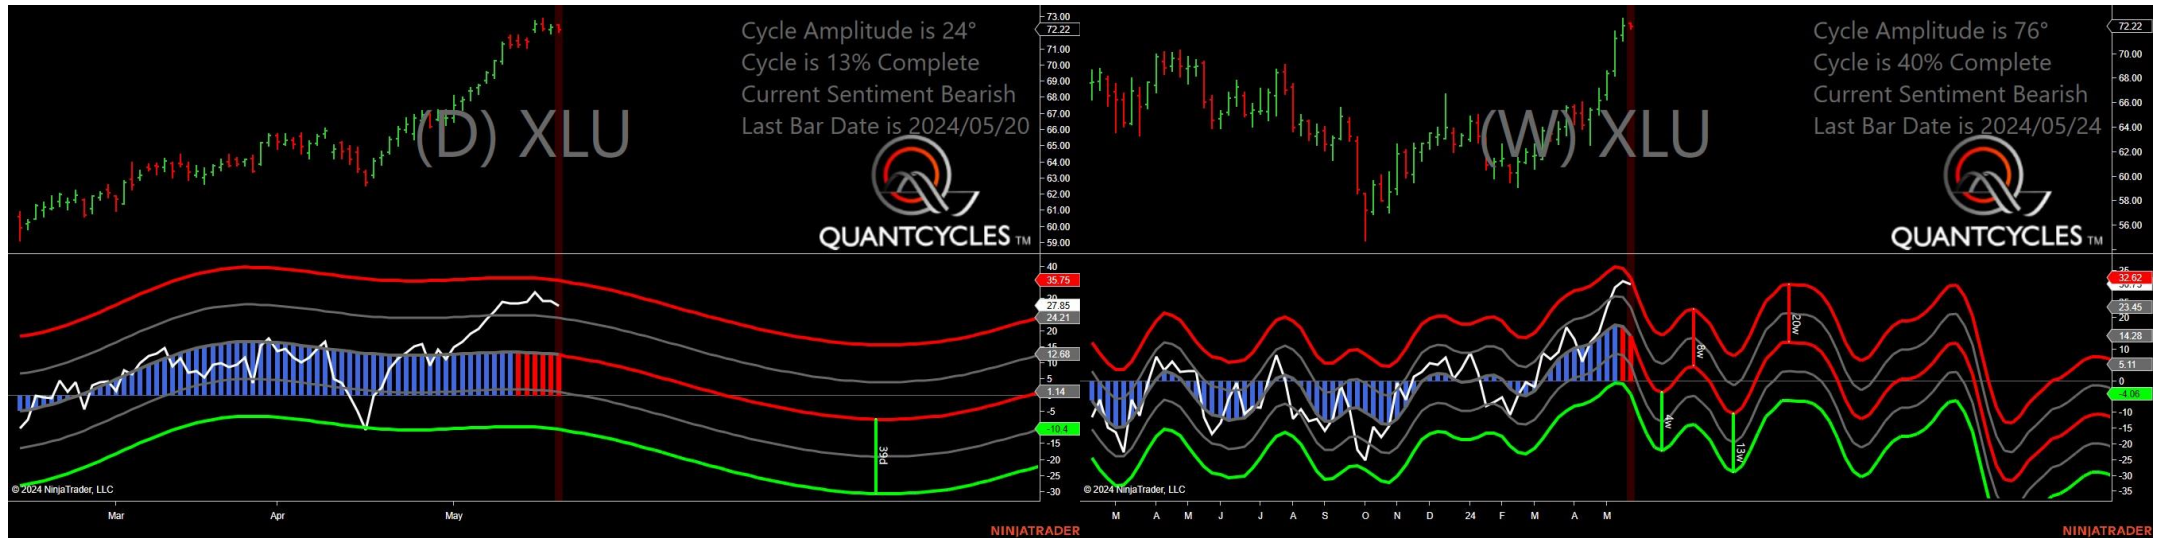 Cycle Amplitude is 24°
Cycle is 13% Complete
Current Sentiment Bearish
Last Bar Date is 2024/05/20
(D) XLU
QUANTCYCLES TM
73.00
72.22
71.00
70.00
69.00
68.00
67.00
66.00
65.00
64.00
63.00
62.00
61.00
60.00
59.00
40
35.75
27.85
24.21
20
15
12.68
5
1.14
-5
-10.4
-15
-20
-25
-30
39d
© 2024 NinjaTrader, LLC
Mar Apr May
NINJATRADER
Cycle Amplitude is 76°
Cycle is 40% Complete
Current Sentiment Bearish
Last Bar Date is 2024/05/24
(W) XLU
QUANTCYCLES TM
72.22
70.00
68.00
66.00
64.00
62.00
60.00
58.00
56.00
32.62
23.45
20
14.28
10
5.11
0
-4.06
-10
-15
-20
-25
-30
-35
4w
8w
13w
20w
© 2024 NinjaTrader, LLC
M A M J J A S O N D 24 F M A M
NINJATRADER